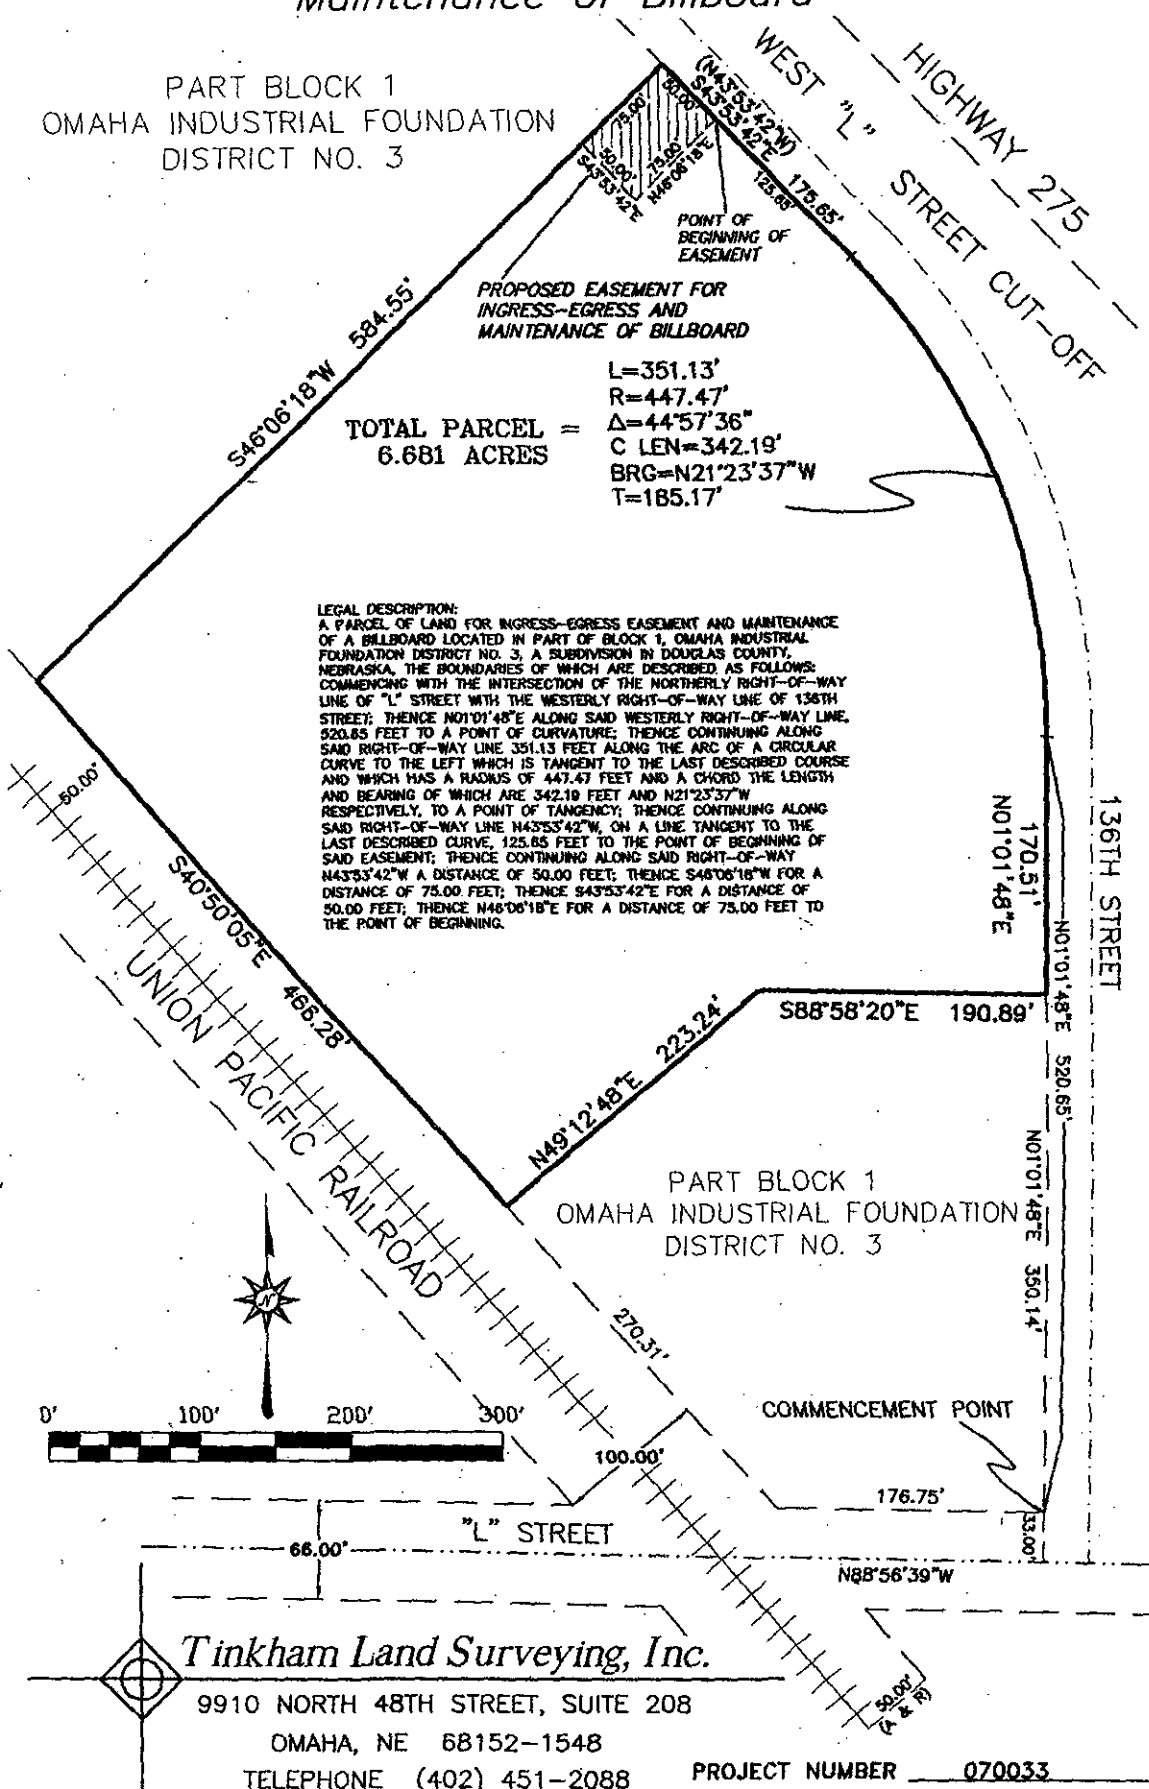 Maintenance of Billboard
PART BLOCK 1
OMAHA INDUSTRIAL FOUNDATION
DISTRICT NO. 3
WEST "L" STREET CUT-OFF
HIGHWAY 275
(N43°53'42"W)
S43°53'42"E 175.65'
125.65'
50.00'
75.00'
50.00'
S43°53'42"E
75.00'
N46°06'18"E
POINT OF
BEGINNING OF
EASEMENT
PROPOSED EASEMENT FOR
INGRESS-EGRESS AND
MAINTENANCE OF BILLBOARD
S46°06'18"W 584.55'
TOTAL PARCEL =
6.681 ACRES
L=351.13'
R=447.47'
Δ=44°57'36"
C LEN=342.19'
BRG=N21°23'37"W
T=185.17'
LEGAL DESCRIPTION:
A PARCEL OF LAND FOR INGRESS-EGRESS EASEMENT AND MAINTENANCE
OF A BILLBOARD LOCATED IN PART OF BLOCK 1, OMAHA INDUSTRIAL
FOUNDATION DISTRICT NO. 3, A SUBDIVISION IN DOUGLAS COUNTY,
NEBRASKA, THE BOUNDARIES OF WHICH ARE DESCRIBED AS FOLLOWS:
COMMENCING WITH THE INTERSECTION OF THE NORTHERLY RIGHT-OF-WAY
LINE OF "L" STREET WITH THE WESTERLY RIGHT-OF-WAY LINE OF 136TH
STREET; THENCE N01°01'48"E ALONG SAID WESTERLY RIGHT-OF-WAY LINE,
520.65 FEET TO A POINT OF CURVATURE; THENCE CONTINUING ALONG
SAID RIGHT-OF-WAY LINE 351.13 FEET ALONG THE ARC OF A CIRCULAR
CURVE TO THE LEFT WHICH IS TANGENT TO THE LAST DESCRIBED COURSE
AND WHICH HAS A RADIUS OF 447.47 FEET AND A CHORD THE LENGTH
AND BEARING OF WHICH ARE 342.19 FEET AND N21°23'37"W
RESPECTIVELY, TO A POINT OF TANGENCY; THENCE CONTINUING ALONG
SAID RIGHT-OF-WAY LINE N43°53'42"W, ON A LINE TANGENT TO THE
LAST DESCRIBED CURVE, 125.65 FEET TO THE POINT OF BEGINNING OF
SAID EASEMENT; THENCE CONTINUING ALONG SAID RIGHT-OF-WAY
N43°53'42"W A DISTANCE OF 50.00 FEET; THENCE S46°06'18"W FOR A
DISTANCE OF 75.00 FEET; THENCE S43°53'42"E FOR A DISTANCE OF
50.00 FEET; THENCE N46°06'18"E FOR A DISTANCE OF 75.00 FEET TO
THE POINT OF BEGINNING.
50.00'
S40°50'05"E 466.28'
UNION PACIFIC RAILROAD
170.51'
N01°01'48"E
136TH STREET
N01°01'48"E 520.65'
S88°58'20"E 190.89'
N49°12'48"E 223.24'
N01°01'48"E 350.14'
PART BLOCK 1
OMAHA INDUSTRIAL FOUNDATION
DISTRICT NO. 3
N
270.31'
COMMENCEMENT POINT
0' 100' 200' 300'
100.00'
176.75'
33.00'
"L" STREET
66.00'
N88°56'39"W
50.00'
(A & R)
Tinkham Land Surveying, Inc.
9910 NORTH 48TH STREET, SUITE 208
OMAHA, NE 68152-1548
TELEPHONE (402) 451-2088
PROJECT NUMBER 070033